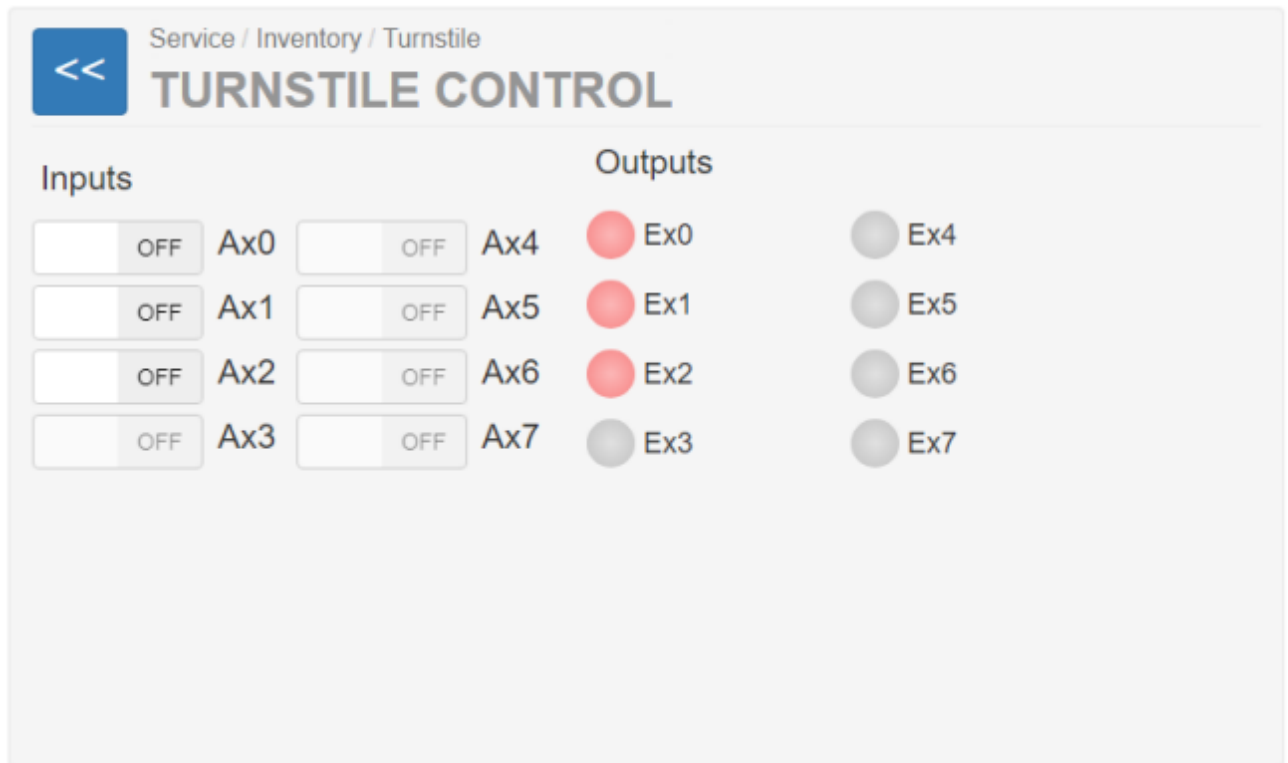 <<
Service / Inventory / Turnstile
TURNSTILE CONTROL
Inputs
OFF Ax0 OFF Ax4
OFF Ax1 OFF Ax5
OFF Ax2 OFF Ax6
OFF Ax3 OFF Ax7
Outputs
Ex0 Ex4
Ex1 Ex5
Ex2 Ex6
Ex3 Ex7